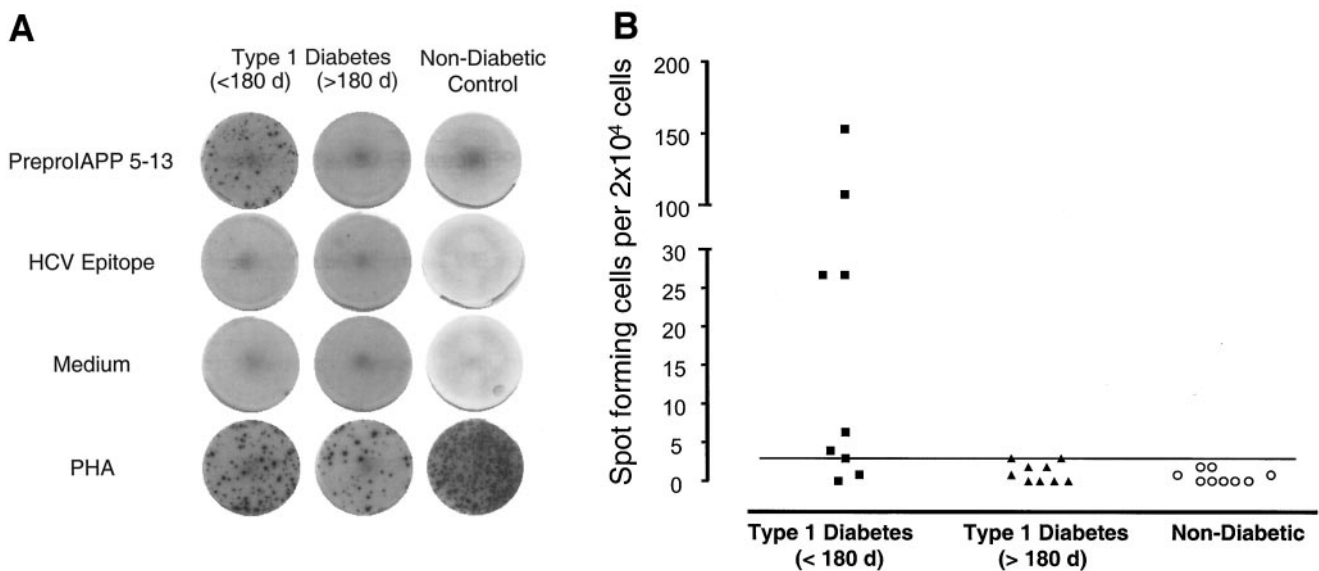 A
Type 1 Diabetes
(<180 d) (>180 d)
Non-Diabetic
Control
PreproIAPP 5-13
HCV Epitope
Medium
PHA
B
Spot forming cells per 2x10⁴ cells
200
150
100
30
25
20
15
10
5
0
Type 1 Diabetes
(< 180 d)
Type 1 Diabetes
(> 180 d)
Non-Diabetic